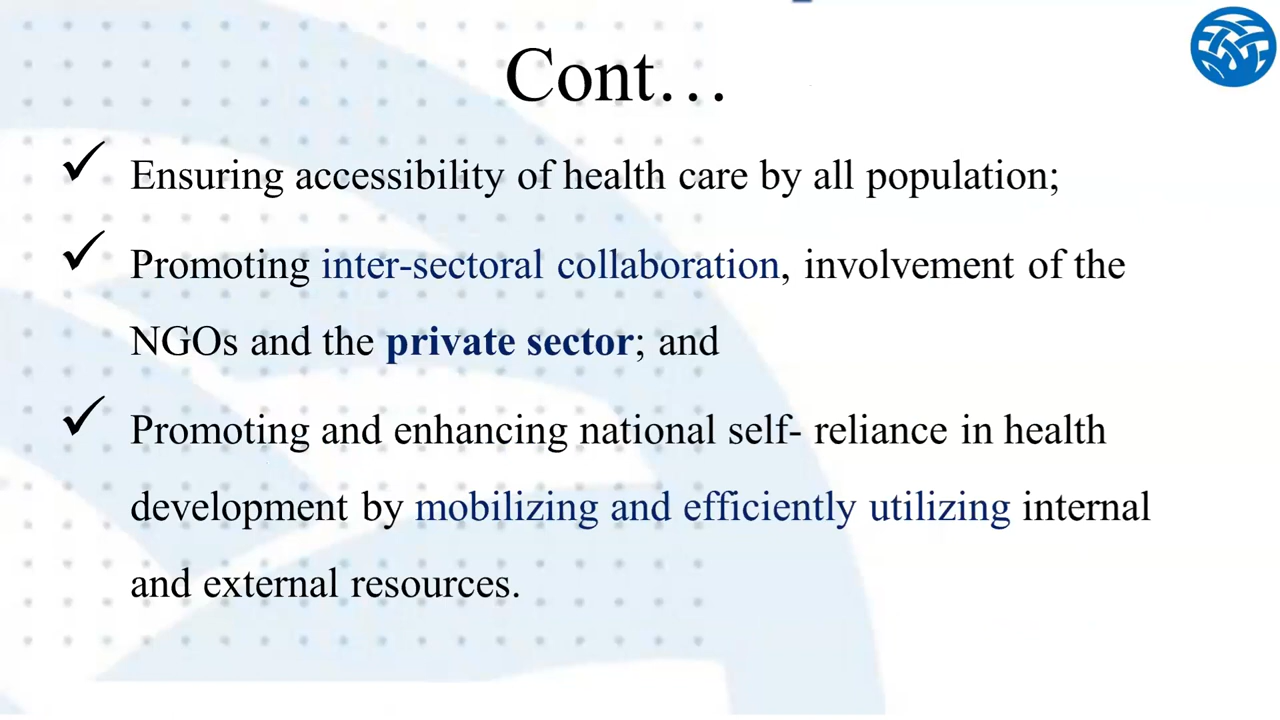 Cont…
✓ Ensuring accessibility of health care by all population;
✓ Promoting inter-sectoral collaboration, involvement of the
NGOs and the private sector; and
✓ Promoting and enhancing national self- reliance in health
development by mobilizing and efficiently utilizing internal
and external resources.